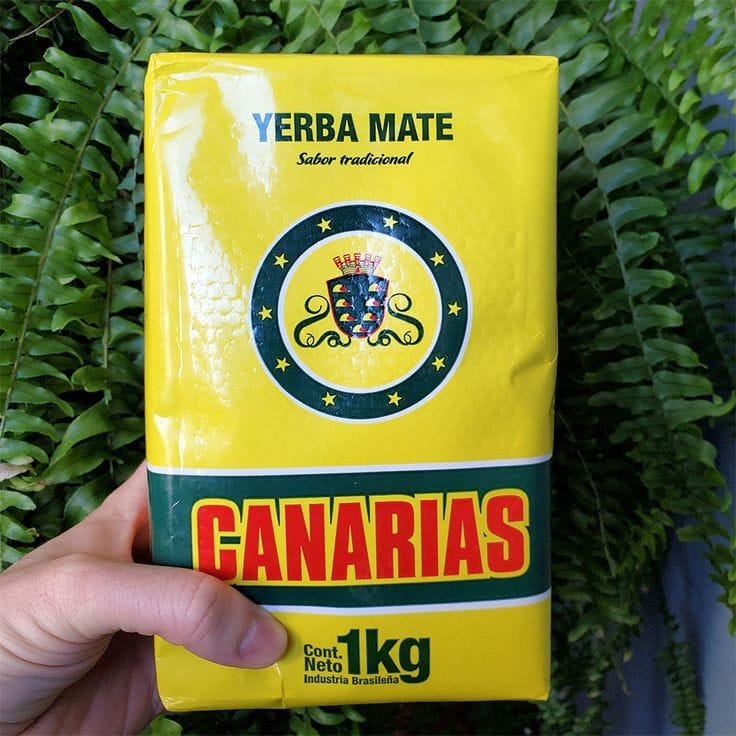 YERBA MATE
Sabor tradicional
CANARIAS
Cont.
Neto 1kg
Industria Brasileña